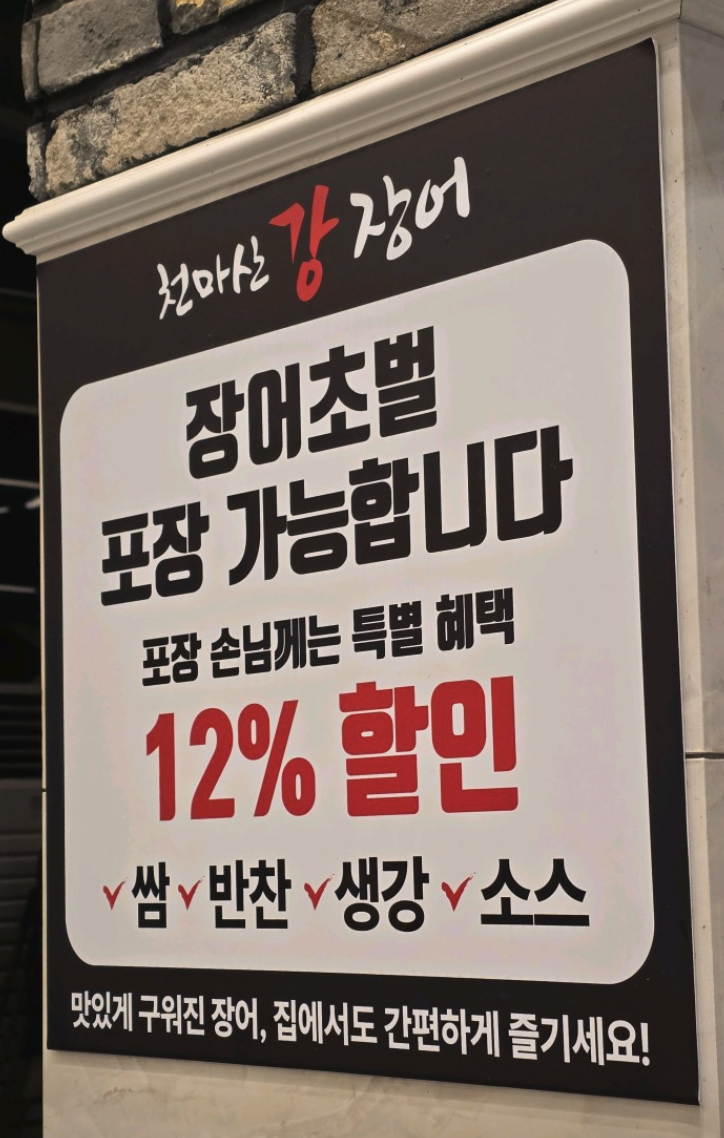 천마산 강 장어
장어초벌
포장 가능합니다
포장 손님께는 특별 혜택
12% 할인
✓쌈 ✓반찬 ✓생강 ✓소스
맛있게 구워진 장어, 집에서도 간편하게 즐기세요!